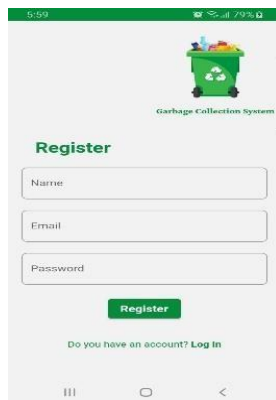 5:59 79%
Garbage Collection System
Register
Name
Email
Password
Register
Do you have an account? Log In